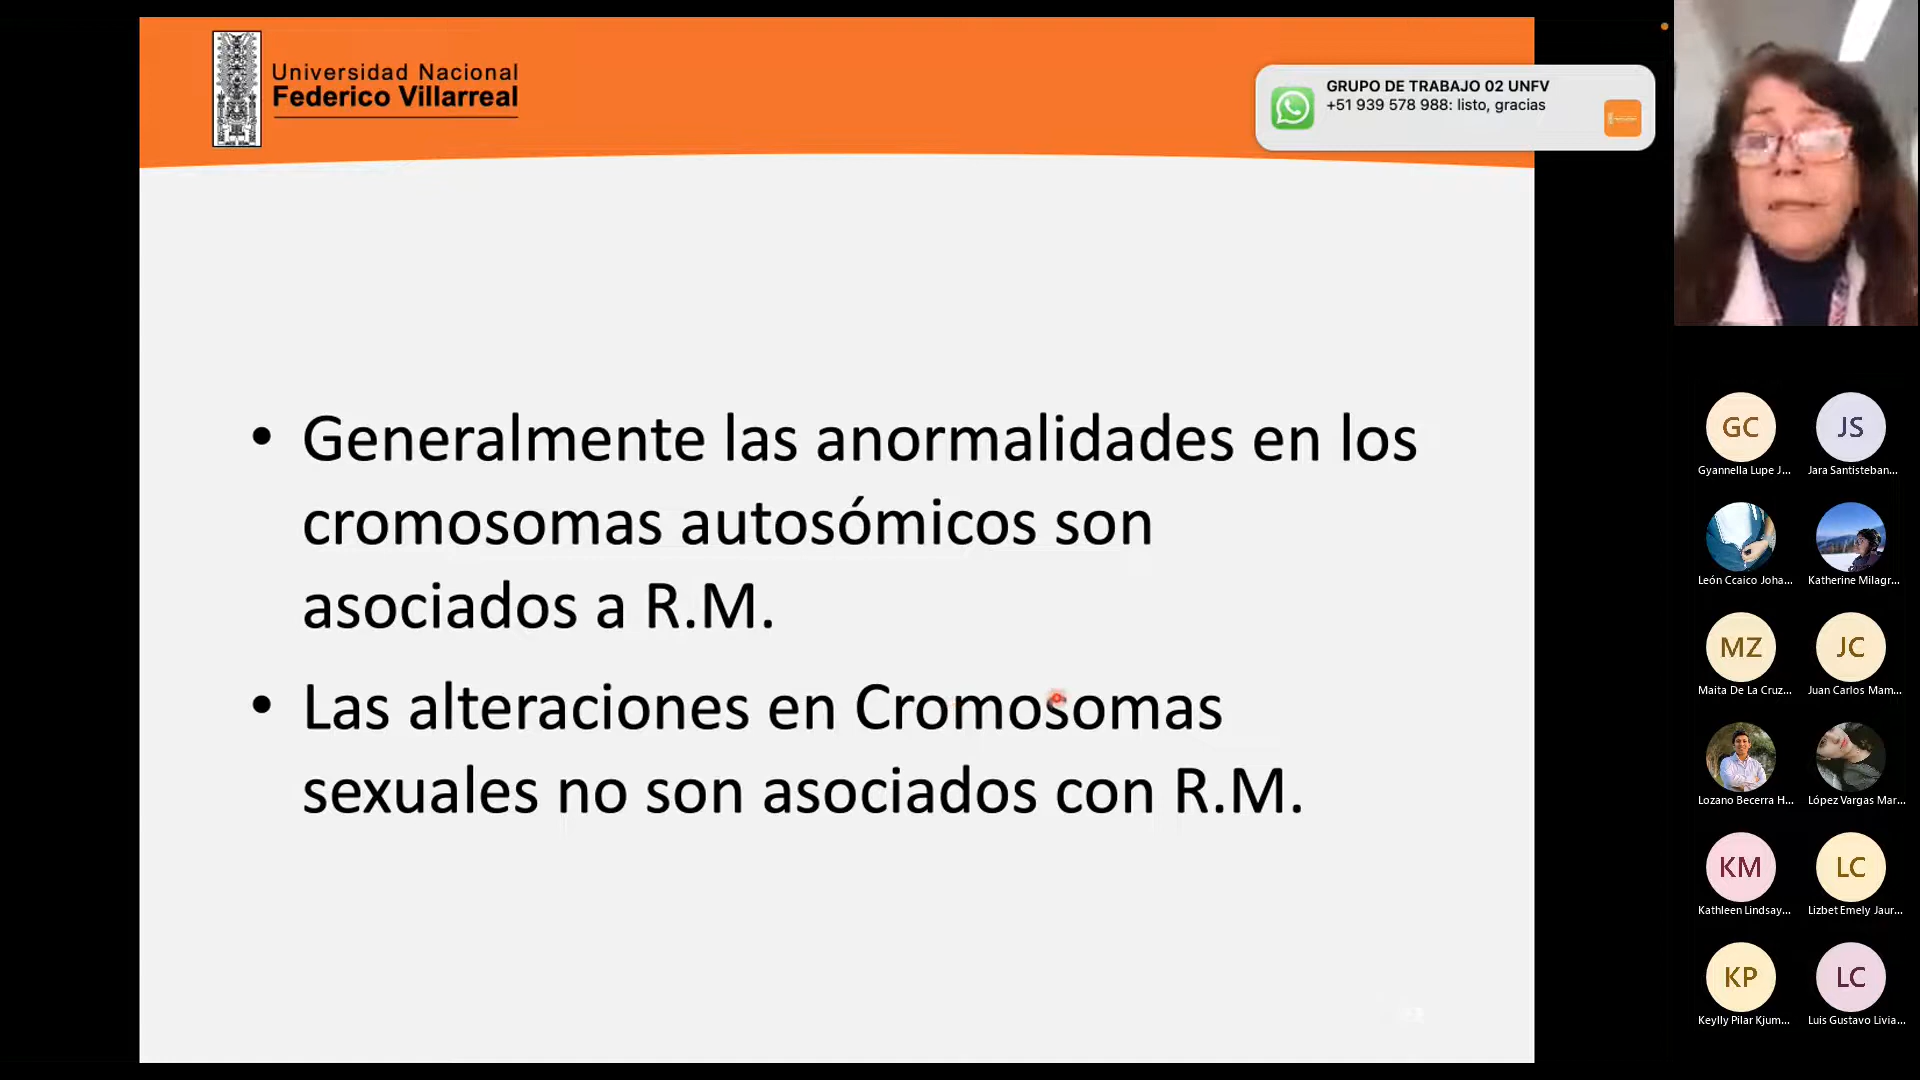 Universidad Nacional
Federico Villarreal
GRUPO DE TRABAJO 02 UNFV
+51 939 578 988: listo, gracias
• Generalmente las anormalidades en los
cromosomas autosómicos son
asociados a R.M.
• Las alteraciones en Cromosomas
sexuales no son asociados con R.M.
GC
JS
Gyannella Lupe J...
Jara Santisteban...
León Ccaico Joha...
Katherine Milagr...
MZ
JC
Maita De La Cruz...
Juan Carlos Mam...
Lozano Becerra H...
López Vargas Mar...
KM
LC
Kathleen Lindsay...
Lizbet Emely Jaur...
KP
LC
Keylly Pilar Kjum...
Luis Gustavo Livia...